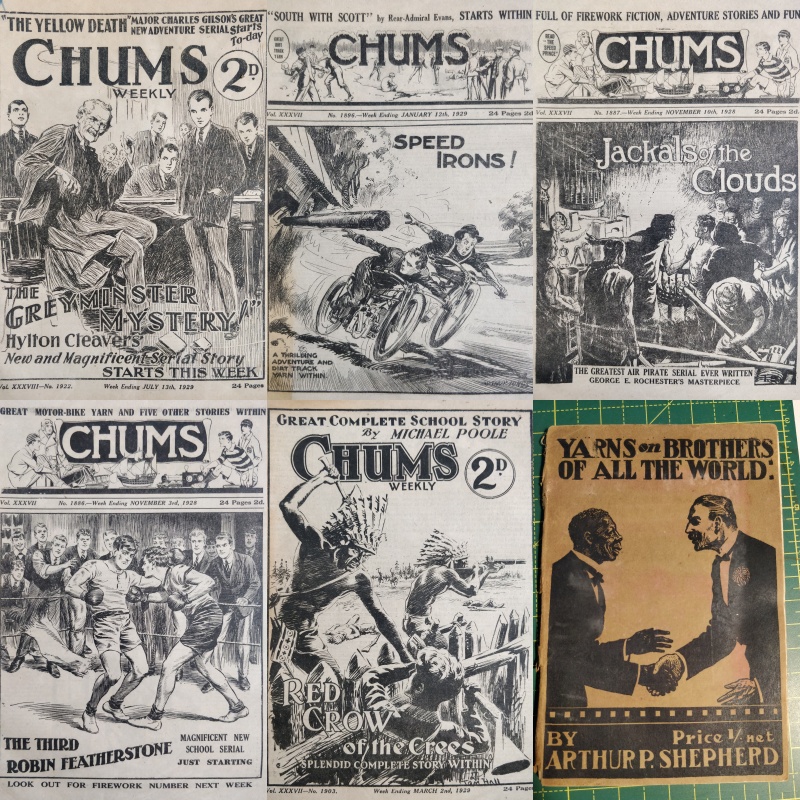 "THE YELLOW DEATH" MAJOR CHARLES GILSON'S GREAT NEW ADVENTURE SERIAL Starts To-day
CHUMS
WEEKLY
2D
THE
GREYMINSTER
MYSTERY!"
Hylton Cleavers'
New and Magnificent Serial Story
STARTS THIS WEEK
Vol. XXXVIII—No. 1922. Week Ending JULY 13th, 1929 24 Pages
"SOUTH WITH SCOTT" by Rear-Admiral Evans, STARTS WITHIN
CHUMS
Vol. XXXVII No. 1896.—Week Ending JANUARY 12th, 1929 24 Pages 2d
SPEED
IRONS!
A THRILLING
ADVENTURE AND
DIRT TRACK
YARN WITHIN
FULL OF FIREWORK FICTION, ADVENTURE STORIES AND FUN
READ
THE
SPEED
PRINCE
CHUMS
Vol. XXXVII No. 1887.—Week Ending NOVEMBER 10th, 1928 24 Pages 2d.
Jackals of the
Clouds
THE GREATEST AIR PIRATE SERIAL EVER WRITTEN
GEORGE E. ROCHESTER'S MASTERPIECE
GREAT MOTOR-BIKE YARN AND FIVE OTHER STORIES WITHIN
CHUMS
Vol. XXXVII No. 1886.—Week Ending NOVEMBER 3rd, 1928 24 Pages 2d.
THE THIRD
ROBIN FEATHERSTONE
MAGNIFICENT NEW
SCHOOL SERIAL
JUST STARTING
LOOK OUT FOR FIREWORK NUMBER NEXT WEEK
GREAT COMPLETE SCHOOL STORY
By MICHAEL POOLE
CHUMS
WEEKLY
2D
RED
CROW
of the Crees
SPLENDID COMPLETE STORY WITHIN
Vol. XXXVII—No. 1903. Week Ending MARCH 2nd, 1929 24 Pages
YARNS on BROTHERS
OF ALL THE WORLD:
BY
Price 1/ net
ARTHUR P. SHEPHERD